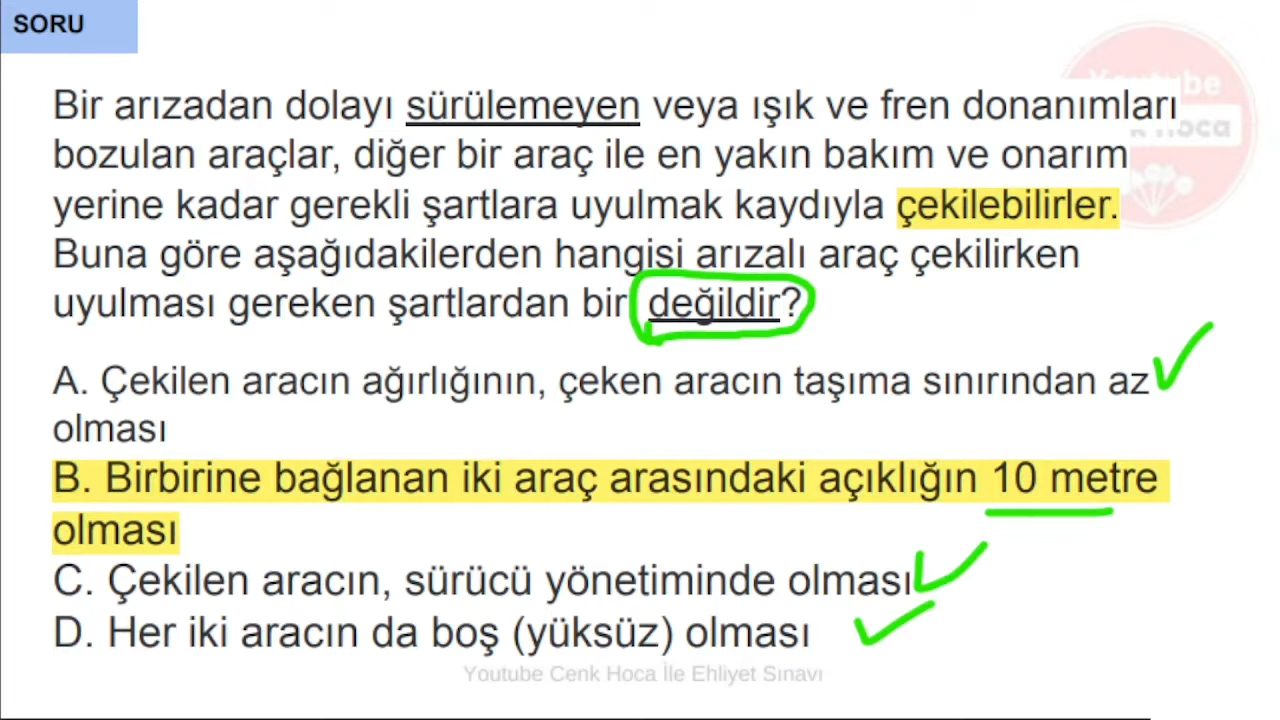 SORU
Bir arızadan dolayı sürülemeyen veya ışık ve fren donanımları
bozulan araçlar, diğer bir araç ile en yakın bakım ve onarım
yerine kadar gerekli şartlara uyulmak kaydıyla çekilebilirler.
Buna göre aşağıdakilerden hangisi arızalı araç çekilirken
uyulması gereken şartlardan bir değildir?
A. Çekilen aracın ağırlığının, çeken aracın taşıma sınırından az
olması
B. Birbirine bağlanan iki araç arasındaki açıklığın 10 metre
olması
C. Çekilen aracın, sürücü yönetiminde olması
D. Her iki aracın da boş (yüksüz) olması
Youtube Cenk Hoca İle Ehliyet Sınavı